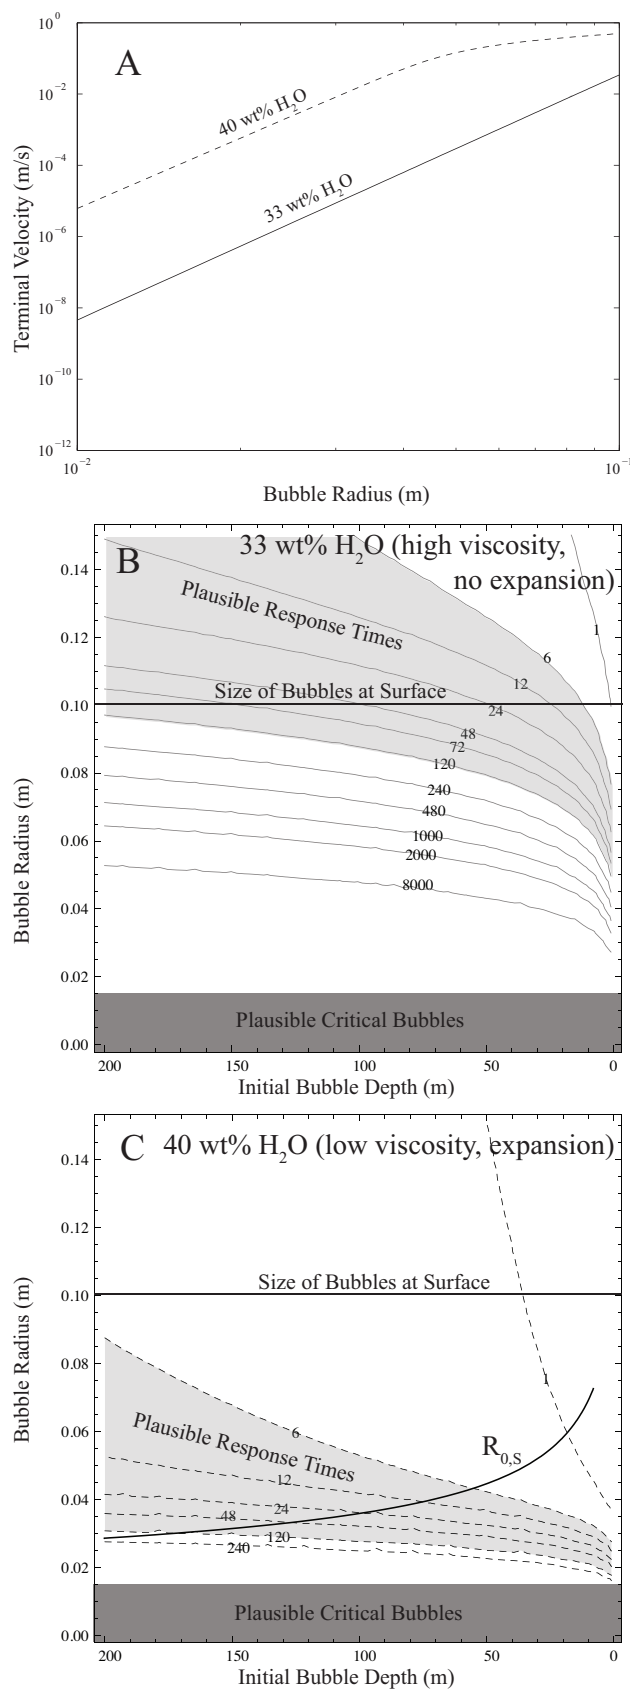 10^0
A
40 wt% H₂O
10^-2
10^-4
33 wt% H₂O
10^-6
10^-8
10^-10
10^-12
Terminal Velocity (m/s)
10^-2
10^-1
Bubble Radius (m)
B
33 wt% H₂O (high viscosity,
no expansion)
Plausible Response Times
Size of Bubbles at Surface
1
6
12
24
48
72
120
240
480
1000
2000
8000
0.14
0.12
0.10
0.08
0.06
0.04
0.02
0.00
Bubble Radius (m)
Plausible Critical Bubbles
200
150
100
50
0
Initial Bubble Depth (m)
C
40 wt% H₂O (low viscosity, expansion)
Size of Bubbles at Surface
1
6
Plausible Response Times
R₀,S
12
24
48
120
240
0.14
0.12
0.10
0.08
0.06
0.04
0.02
0.00
Bubble Radius (m)
Plausible Critical Bubbles
200
150
100
50
0
Initial Bubble Depth (m)